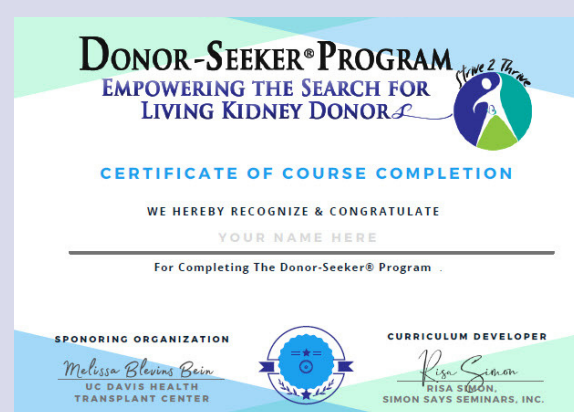 DONOR-SEEKER® PROGRAM
EMPOWERING THE SEARCH FOR
LIVING KIDNEY DONORS
Strive 2 Thrive
CERTIFICATE OF COURSE COMPLETION
WE HEREBY RECOGNIZE & CONGRATULATE
YOUR NAME HERE
For Completing The Donor-Seeker® Program .
SPONORING ORGANIZATION
Melissa Blevins Bein
UC DAVIS HEALTH
TRANSPLANT CENTER
CURRICULUM DEVELOPER
Risa Simon
RISA SIMON,
SIMON SAYS SEMINARS, INC.